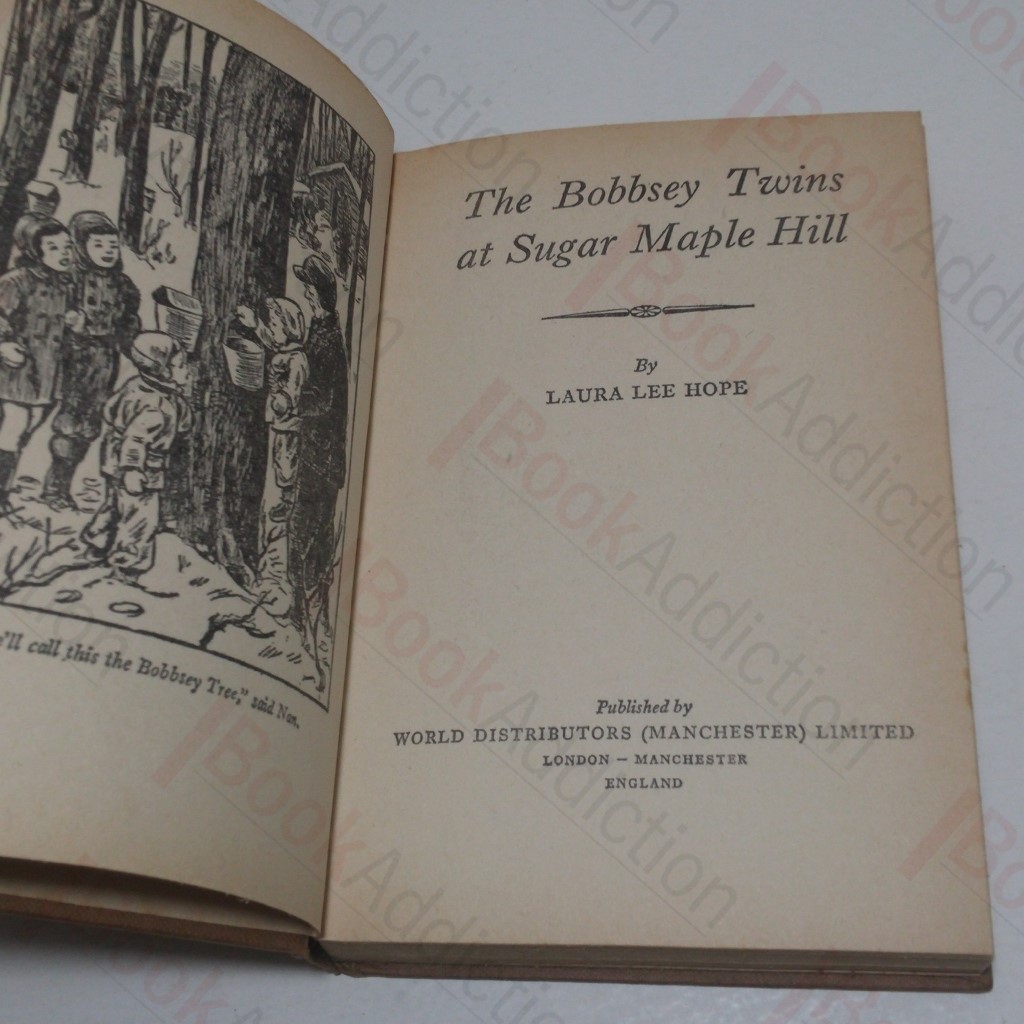 'll call this the Bobbsey Tree," said Nan.
The Bobbsey Twins
at Sugar Maple Hill
By
LAURA LEE HOPE
Published by
WORLD DISTRIBUTORS (MANCHESTER) LIMITED
LONDON – MANCHESTER
ENGLAND
BookAddiction